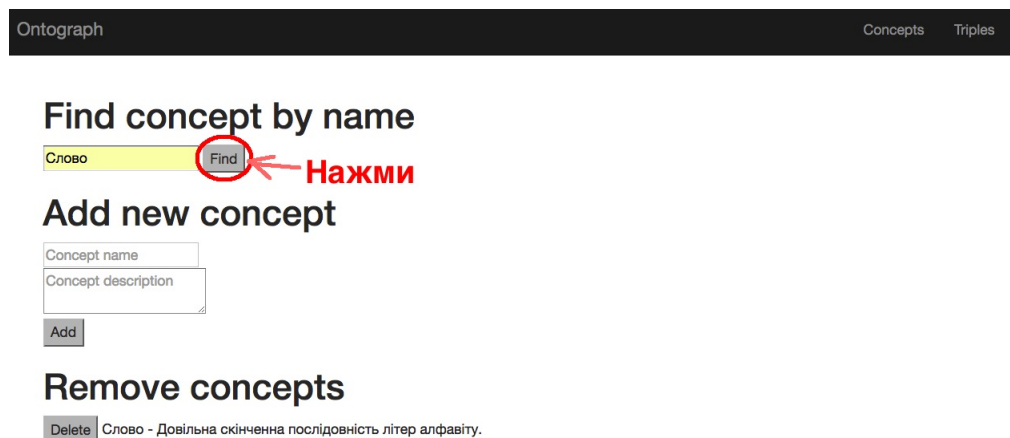 Ontograph Concepts Triples
Find concept by name
Слово Find
Нажми
Add new concept
Concept name
Concept description
Add
Remove concepts
Delete Слово - Довільна скінченна послідовність літер алфавіту.